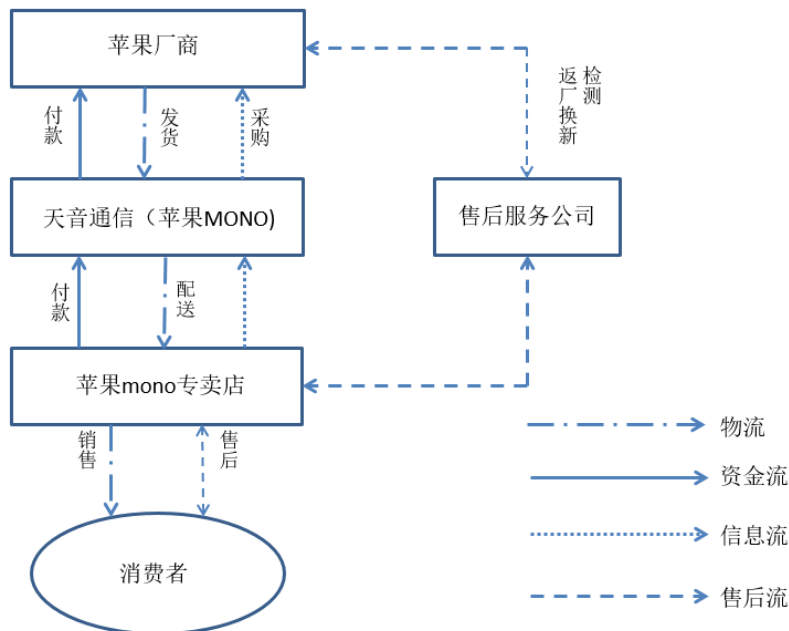 苹果厂商
付款
发货
采购
检测
返厂换新
天音通信（苹果MONO)
售后服务公司
付款
配送
苹果mono专卖店
销售
售后
消费者
物流
资金流
信息流
售后流